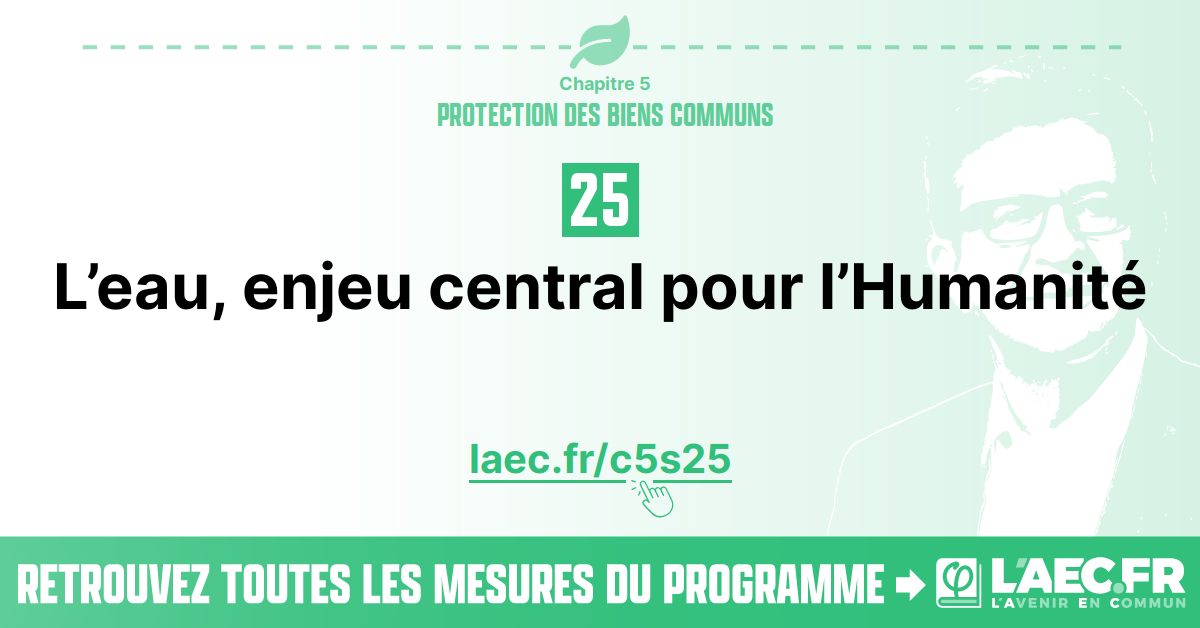 Chapitre 5
PROTECTION DES BIENS COMMUNS
25
L’eau, enjeu central pour l’Humanité
laec.fr/c5s25
RETROUVEZ TOUTES LES MESURES DU PROGRAMME → φ L'AEC.FR
L'AVENIR EN COMMUN